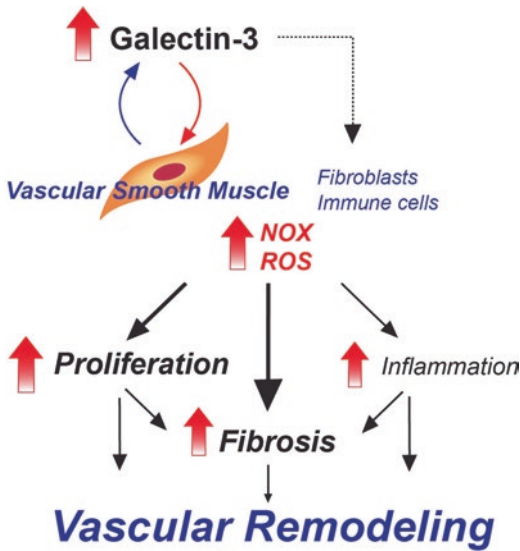 Galectin-3
Vascular Smooth Muscle
Fibroblasts
Immune cells
NOX
ROS
Proliferation
Inflammation
Fibrosis
Vascular Remodeling